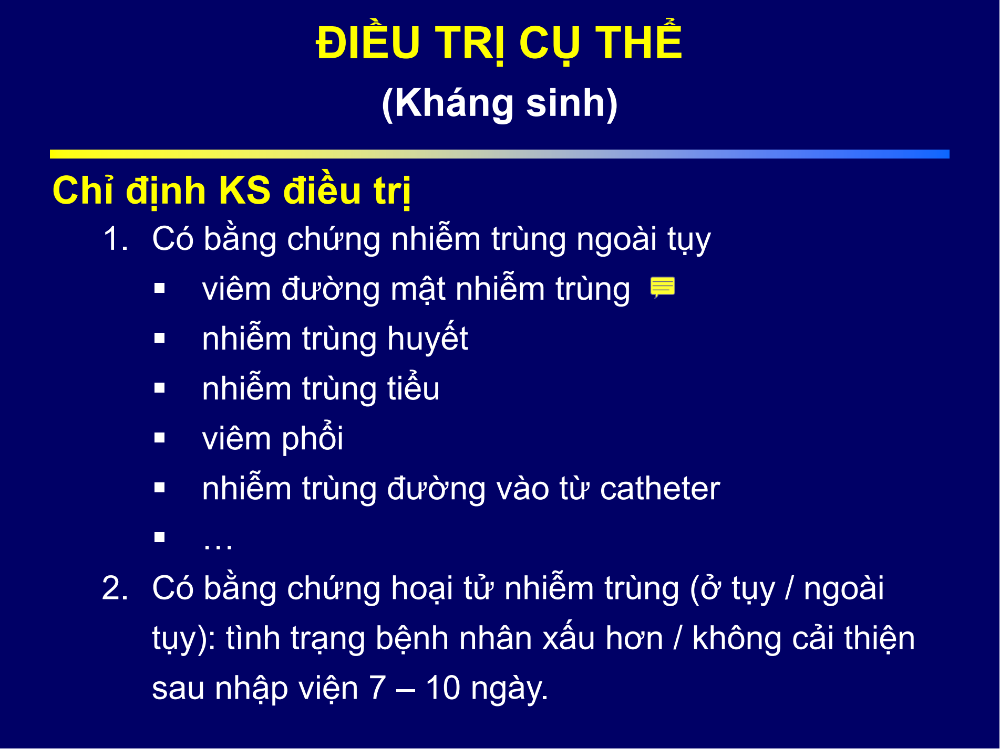 ĐIỀU TRỊ CỤ THỂ
(Kháng sinh)
Chỉ định KS điều trị
1. Có bằng chứng nhiễm trùng ngoài tụy
▪ viêm đường mật nhiễm trùng
▪ nhiễm trùng huyết
▪ nhiễm trùng tiểu
▪ viêm phổi
▪ nhiễm trùng đường vào từ catheter
▪ …
2. Có bằng chứng hoại tử nhiễm trùng (ở tụy / ngoài
tụy): tình trạng bệnh nhân xấu hơn / không cải thiện
sau nhập viện 7 – 10 ngày.